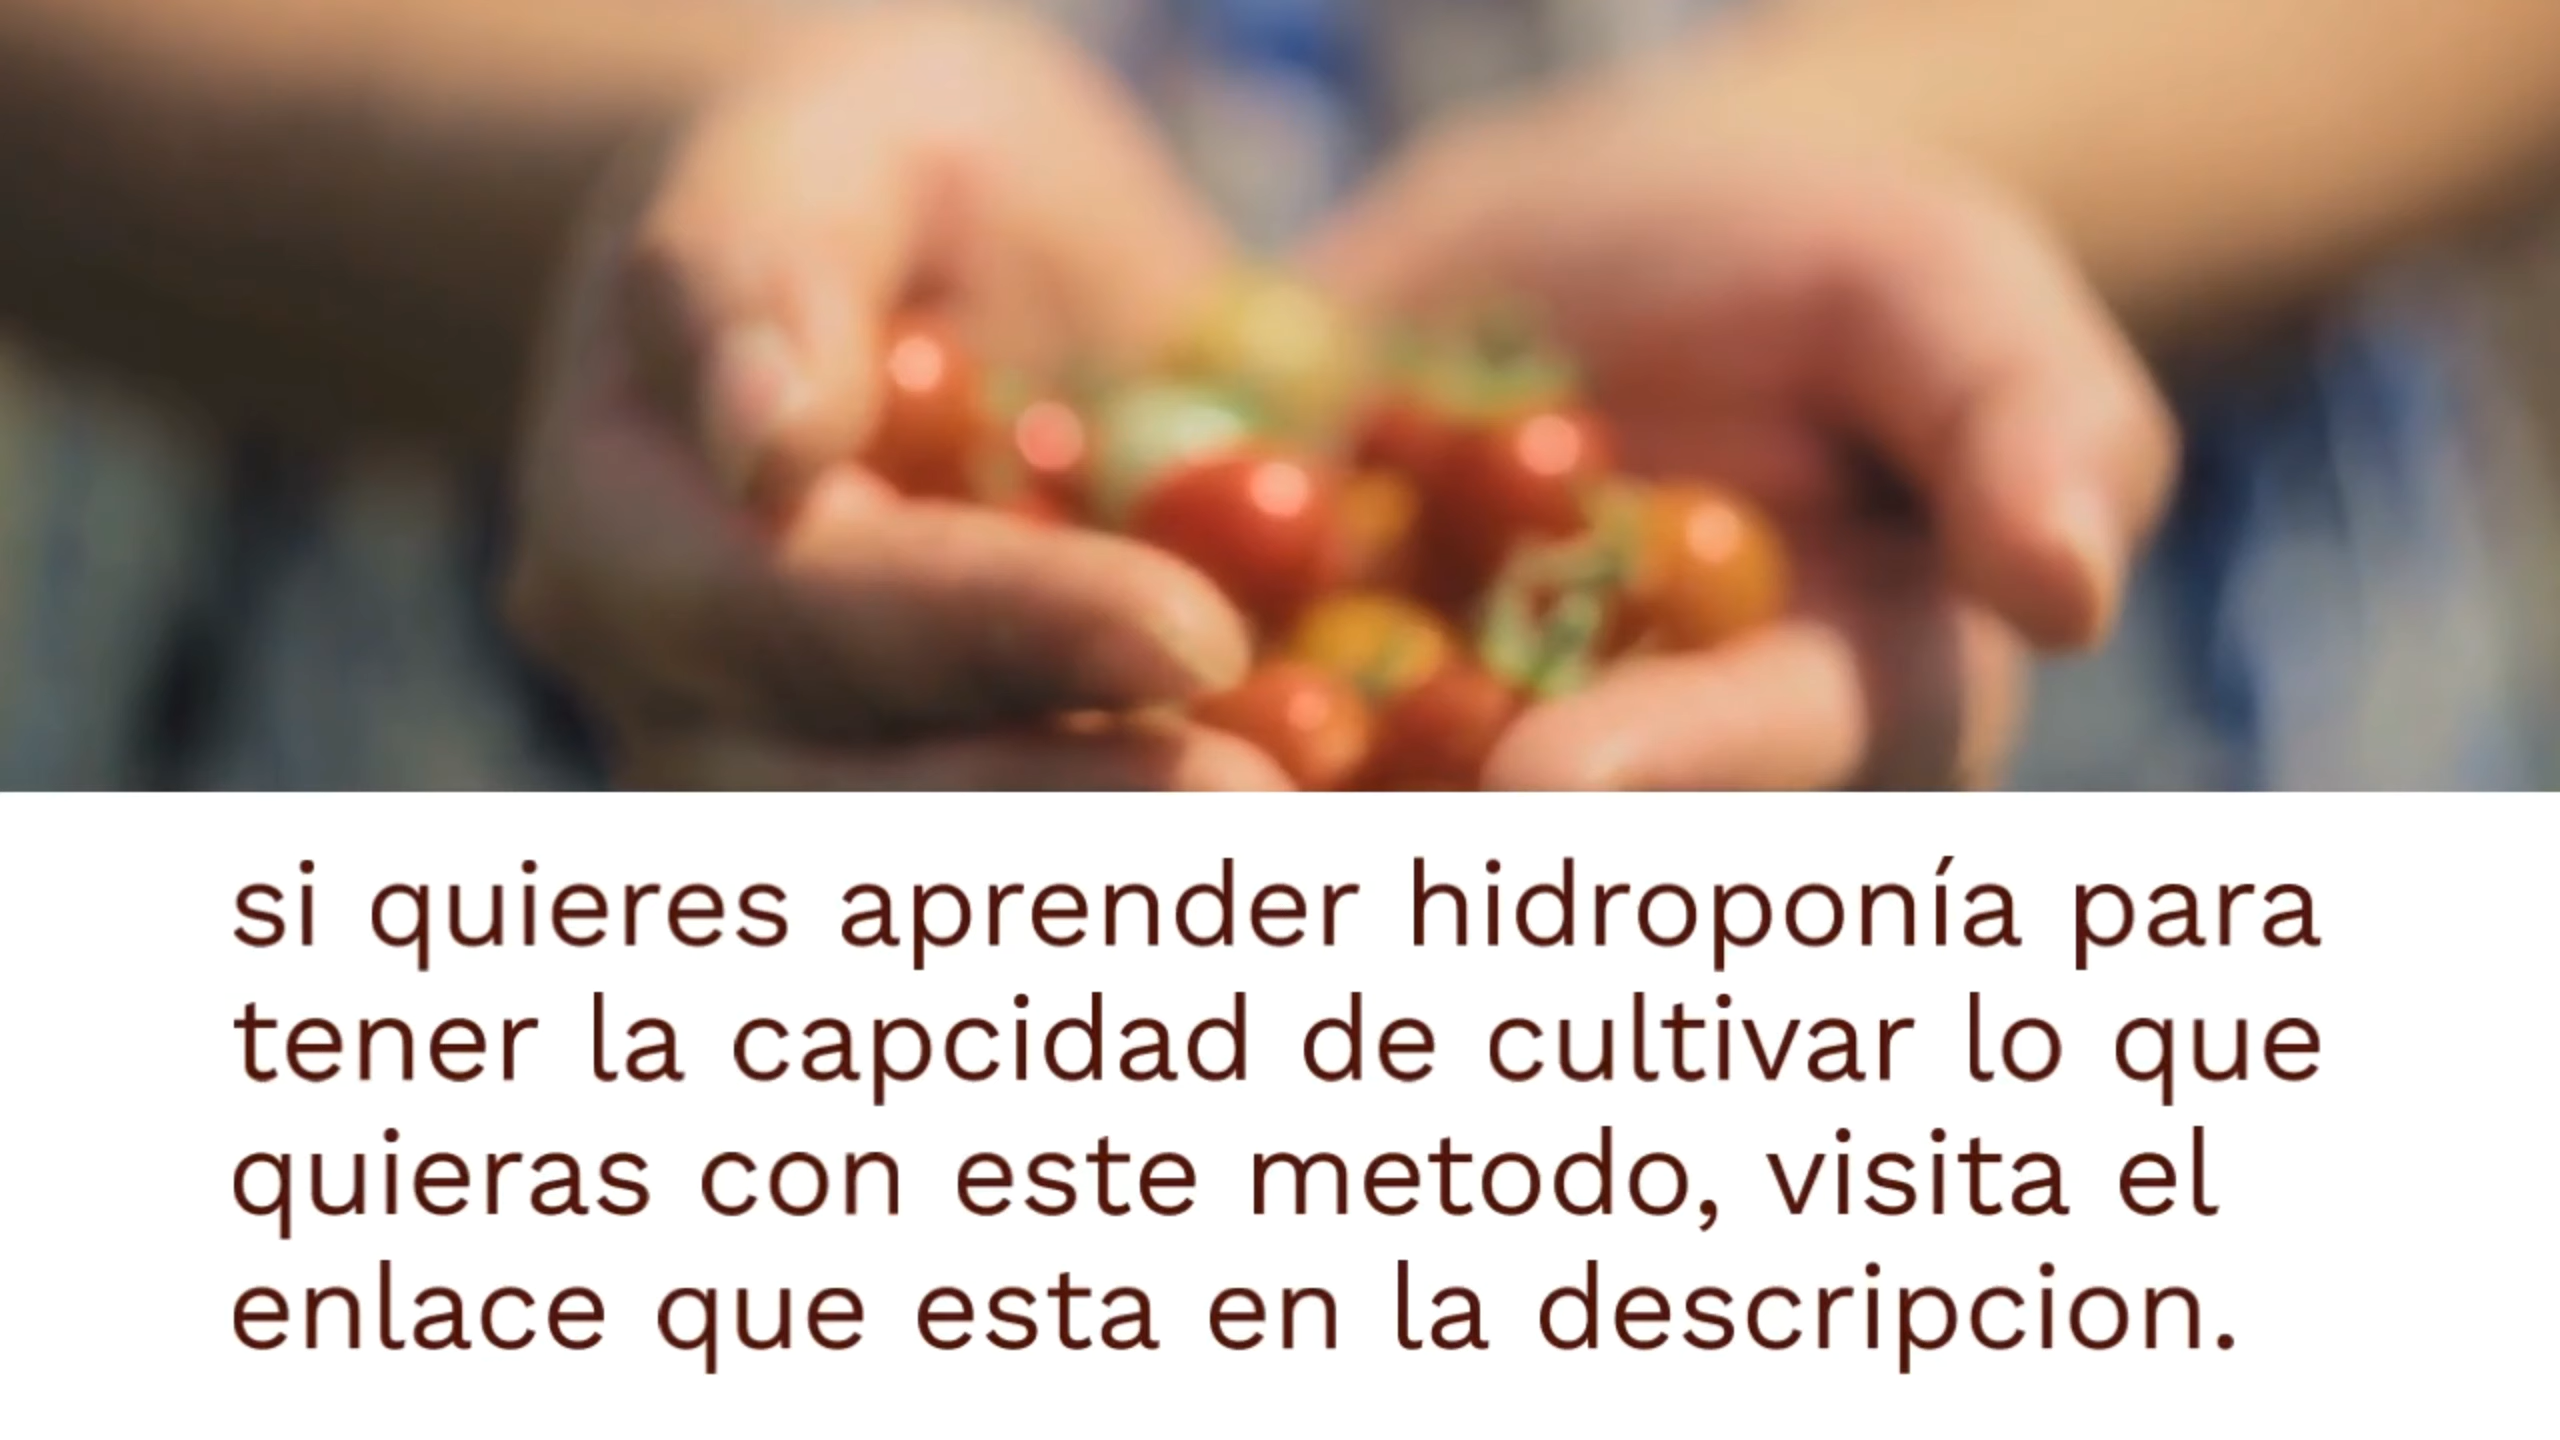 si quieres aprender hidroponía para
tener la capcidad de cultivar lo que
quieras con este metodo, visita el
enlace que esta en la descripcion.